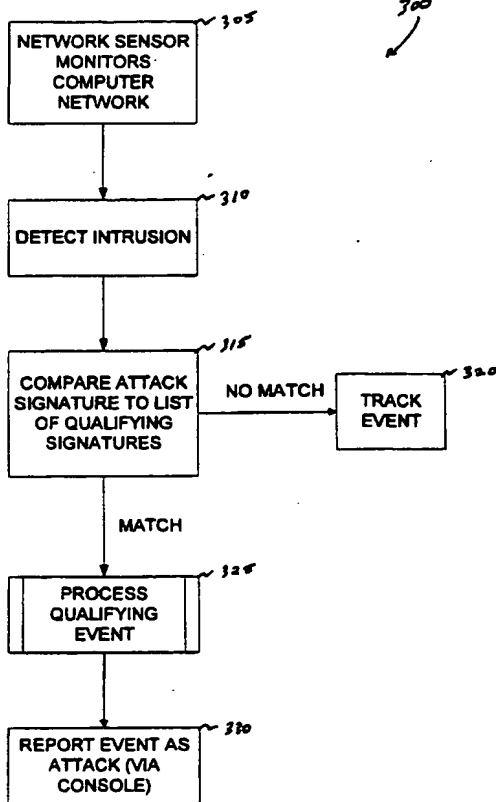 305
300
NETWORK SENSOR
MONITORS
COMPUTER
NETWORK
310
DETECT INTRUSION
315
COMPARE ATTACK
SIGNATURE TO LIST
OF QUALIFYING
SIGNATURES
NO MATCH
320
TRACK
EVENT
MATCH
325
PROCESS
QUALIFYING
EVENT
330
REPORT EVENT AS
ATTACK (VIA
CONSOLE)